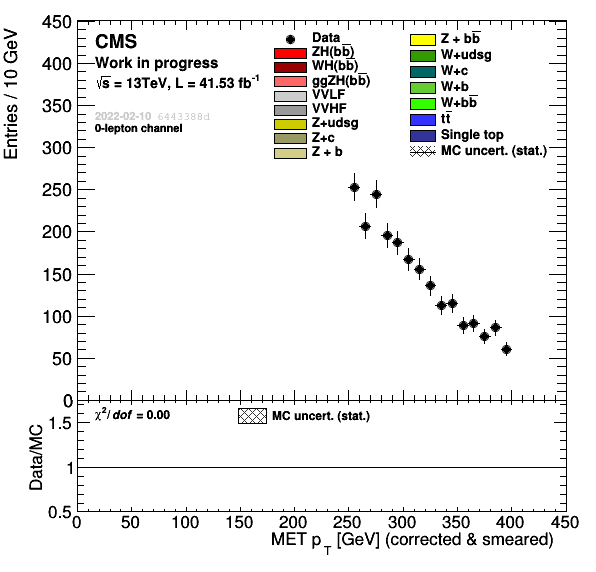 Entries / 10 GeV
450
400
350
300
250
200
150
100
50
0
CMS
Work in progress
√s = 13TeV, L = 41.53 fb⁻¹
2022-02-10 6443388d
0-lepton channel
Data
ZH(bb̅)
WH(bb̅)
ggZH(bb̅)
VVLF
VVHF
Z+udsg
Z+c
Z + b
Z + bb̅
W+udsg
W+c
W+b
W+bb̅
tt̅
Single top
MC uncert. (stat.)
Data/MC
1.5
1
0.5
χ²/dof = 0.00
MC uncert. (stat.)
0 50 100 150 200 250 300 350 400 450
MET p_T [GeV] (corrected & smeared)